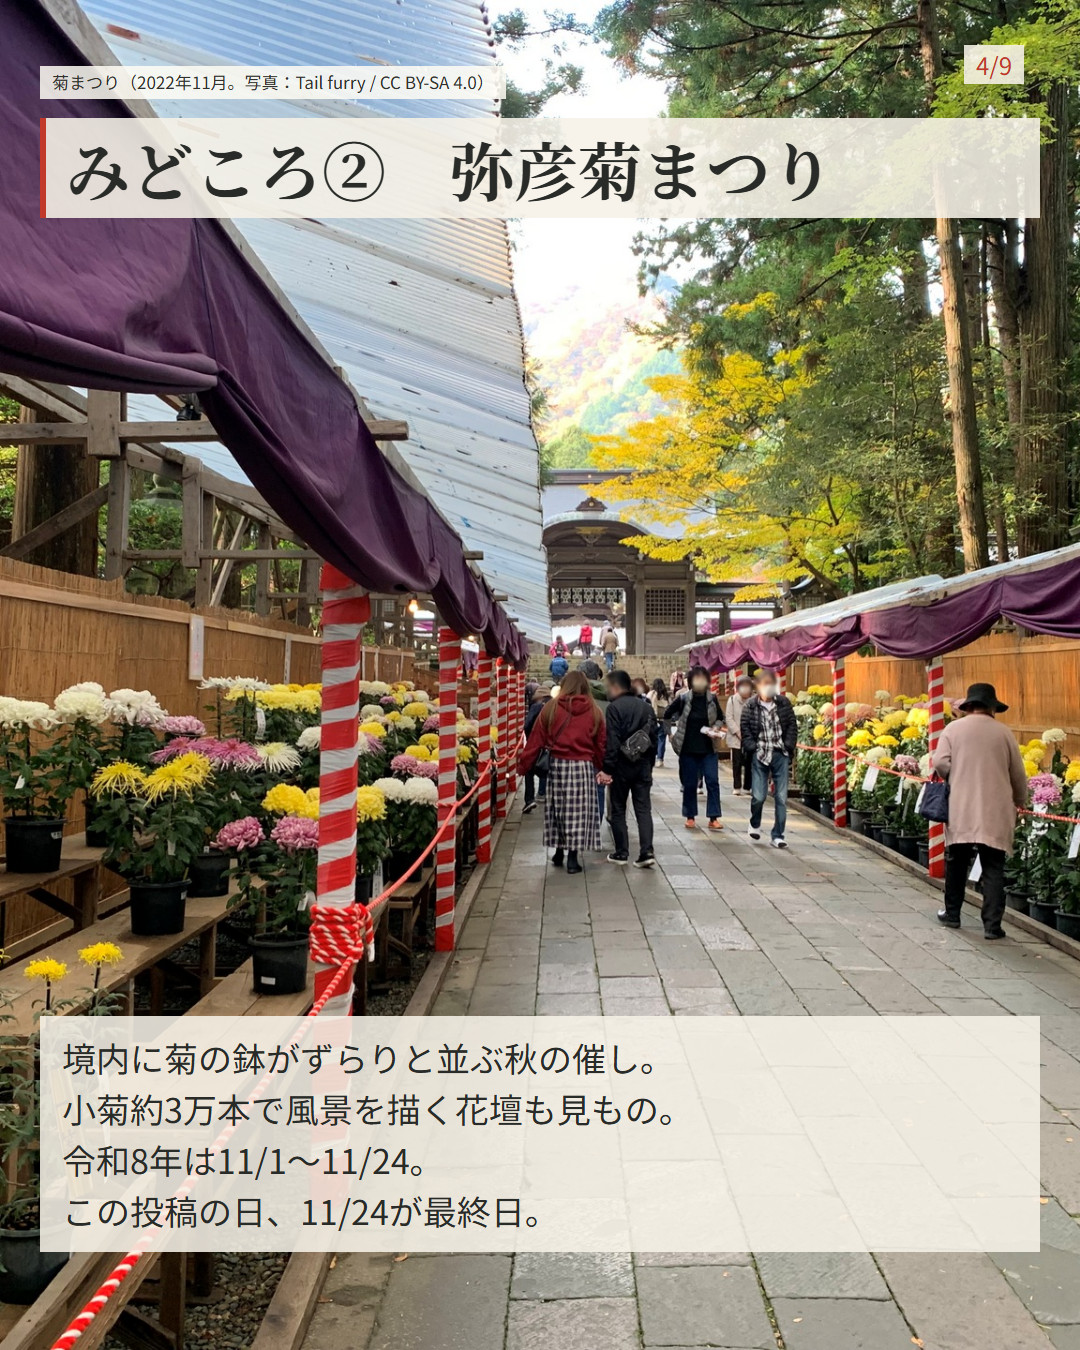 菊まつり（2022年11月。写真：Tail furry / CC BY-SA 4.0）
4/9
みどころ②　弥彦菊まつり
境内に菊の鉢がずらりと並ぶ秋の催し。
小菊約3万本で風景を描く花壇も見もの。
令和8年は11/1〜11/24。
この投稿の日、11/24が最終日。